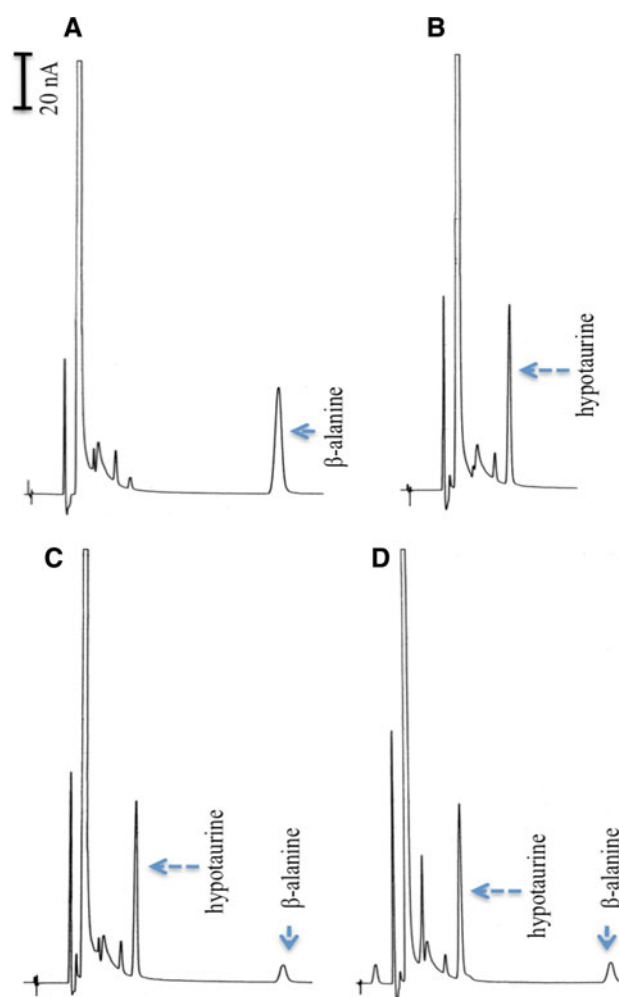 A
20 nA
β-alanine
B
hypotaurine
C
hypotaurine
β-alanine
D
hypotaurine
β-alanine